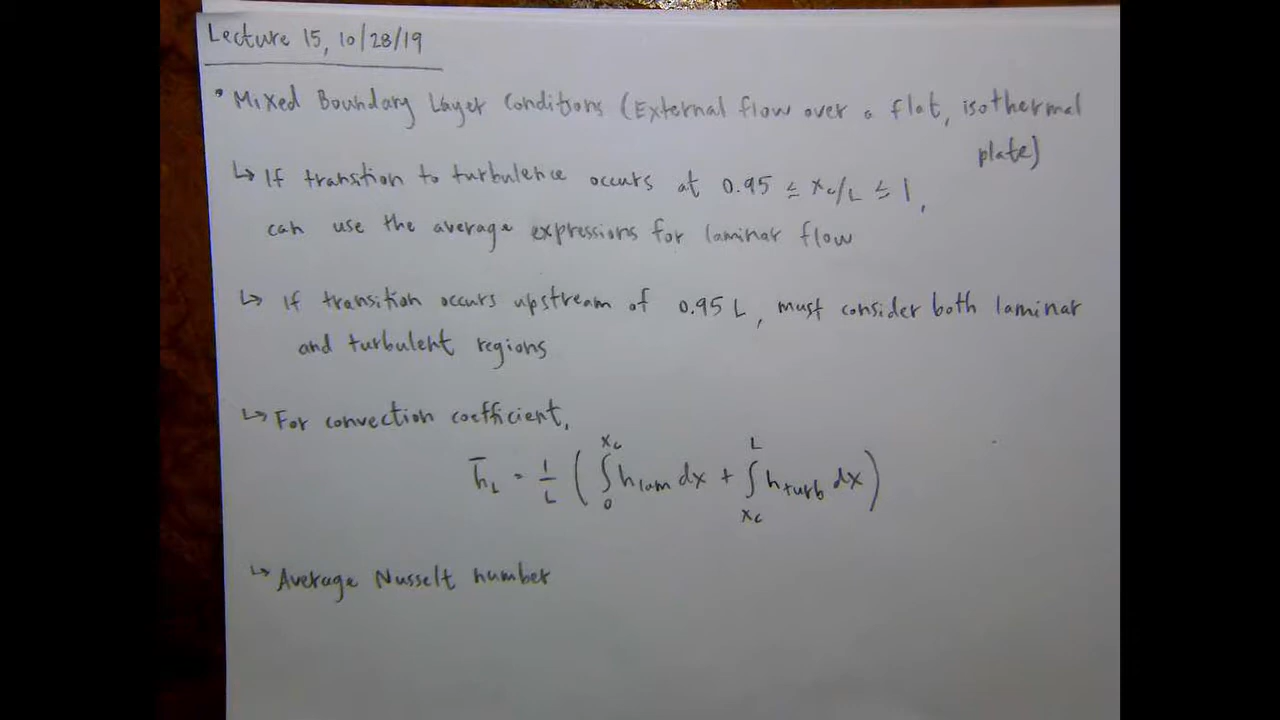 Lecture 15, 10/28/19
• Mixed Boundary Layer Conditions (External flow over a flat, isothermal
plate)
↳ If transtion to turbulence occurs at 0.95 ≤ xc/L ≤ 1,
can use the average expressions for laminar flow
↳ If transition occurs upstream of 0.95 L, must consider both laminar
and turbulent regions
↳ For convection coefficient,
h̄L = 1/L (∫₀^xc hlam dx + ∫xc^L hturb dx)
↳ Average Nusselt number